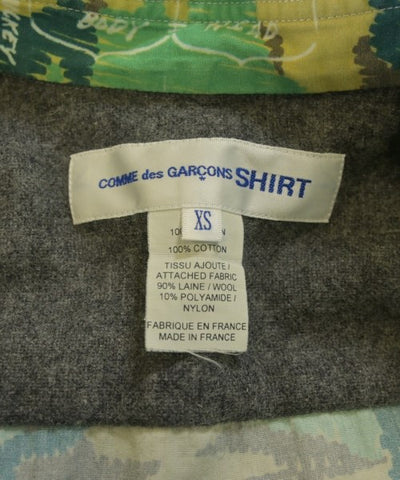 COMME des GARÇONS SHIRT
XS
100% COTTON
TISSU AJOUTE /
ATTACHED FABRIC
90% LAINE / WOOL
10% POLYAMIDE /
NYLON
FABRIQUE EN FRANCE
MADE IN FRANCE